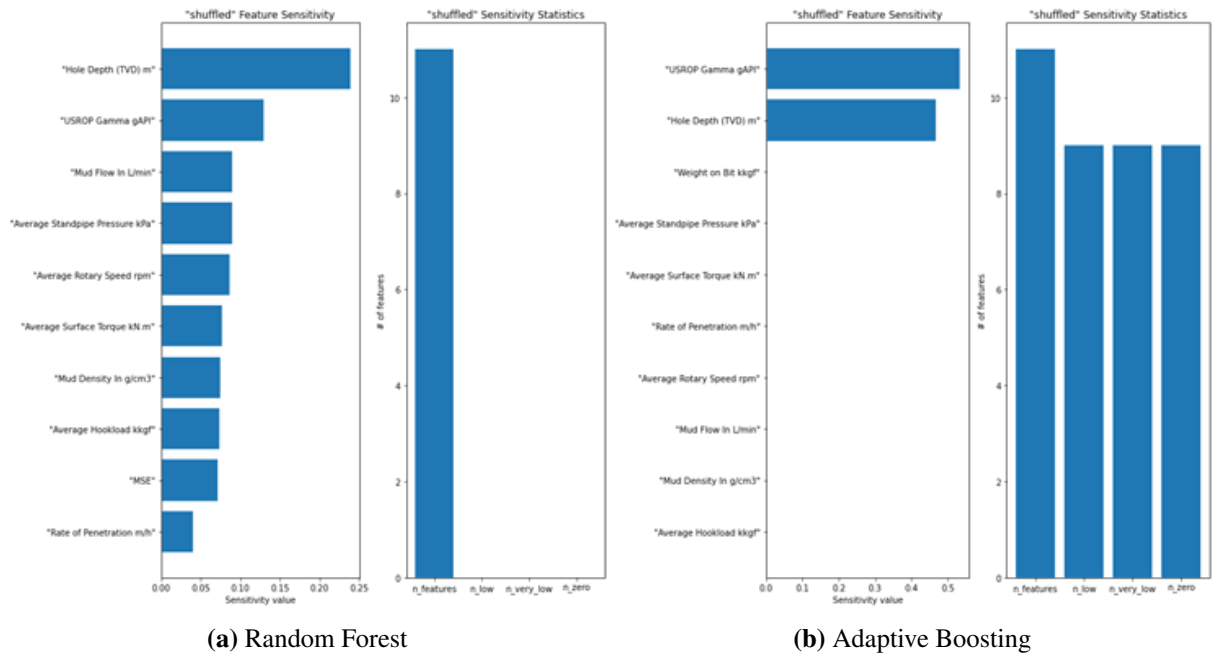 "shuffled" Feature Sensitivity
"Hole Depth (TVD) m"
"USROP Gamma gAPI"
"Mud Flow In L/min"
"Average Standpipe Pressure kPa"
"Average Rotary Speed rpm"
"Average Surface Torque kN.m"
"Mud Density In g/cm3"
"Average Hookload kkgf"
"MSE"
"Rate of Penetration m/h"
0.00 0.05 0.10 0.15 0.20 0.25
Sensitivity value
"shuffled" Sensitivity Statistics
# of features
10
8
6
4
2
0
n_features n_low n_very_low n_zero
(a) Random Forest
"shuffled" Feature Sensitivity
"USROP Gamma gAPI"
"Hole Depth (TVD) m"
"Weight on Bit kkgf"
"Average Standpipe Pressure kPa"
"Average Surface Torque kN.m"
"Rate of Penetration m/h"
"Average Rotary Speed rpm"
"Mud Flow In L/min"
"Mud Density In g/cm3"
"Average Hookload kkgf"
0.0 0.1 0.2 0.3 0.4 0.5
Sensitivity value
"shuffled" Sensitivity Statistics
# of features
10
8
6
4
2
0
n_features n_low n_very_low n_zero
(b) Adaptive Boosting